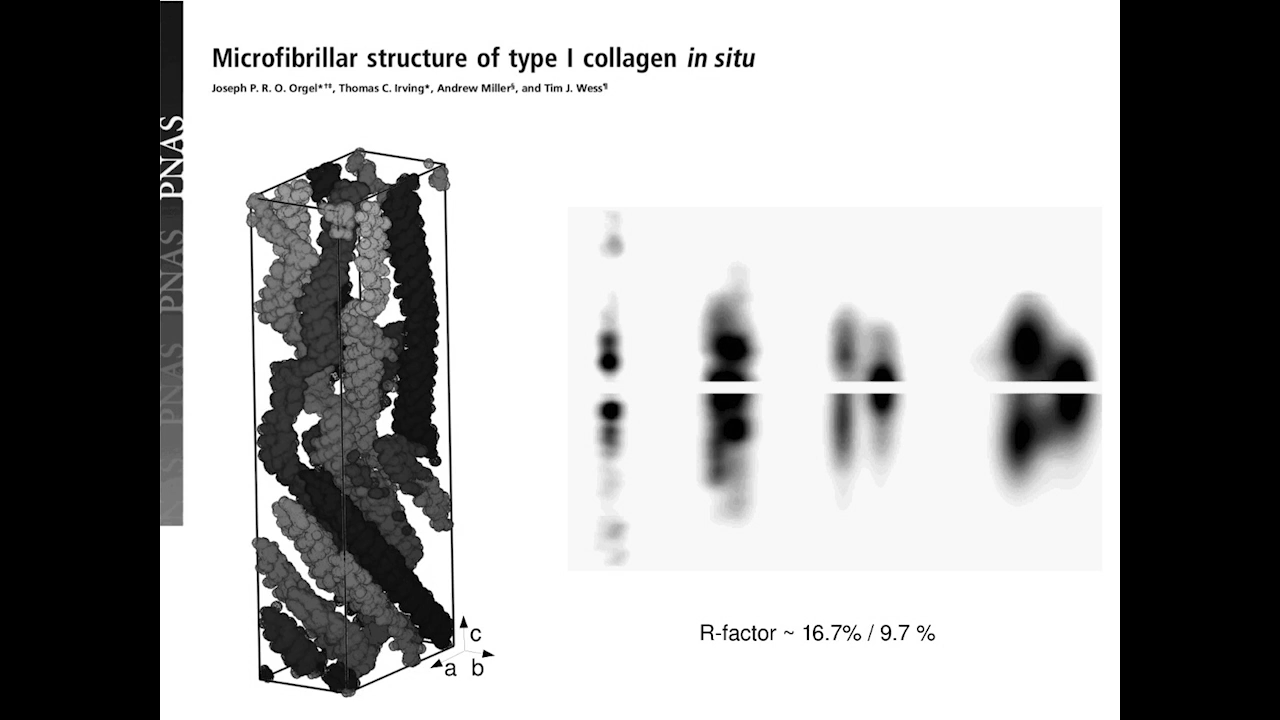 Microfibrillar structure of type I collagen in situ
Joseph P. R. O. Orgel*†‡, Thomas C. Irving*, Andrew Miller§, and Tim J. Wess¶
PNAS
PNAS
PNAS
c
a b
R-factor ~ 16.7% / 9.7 %